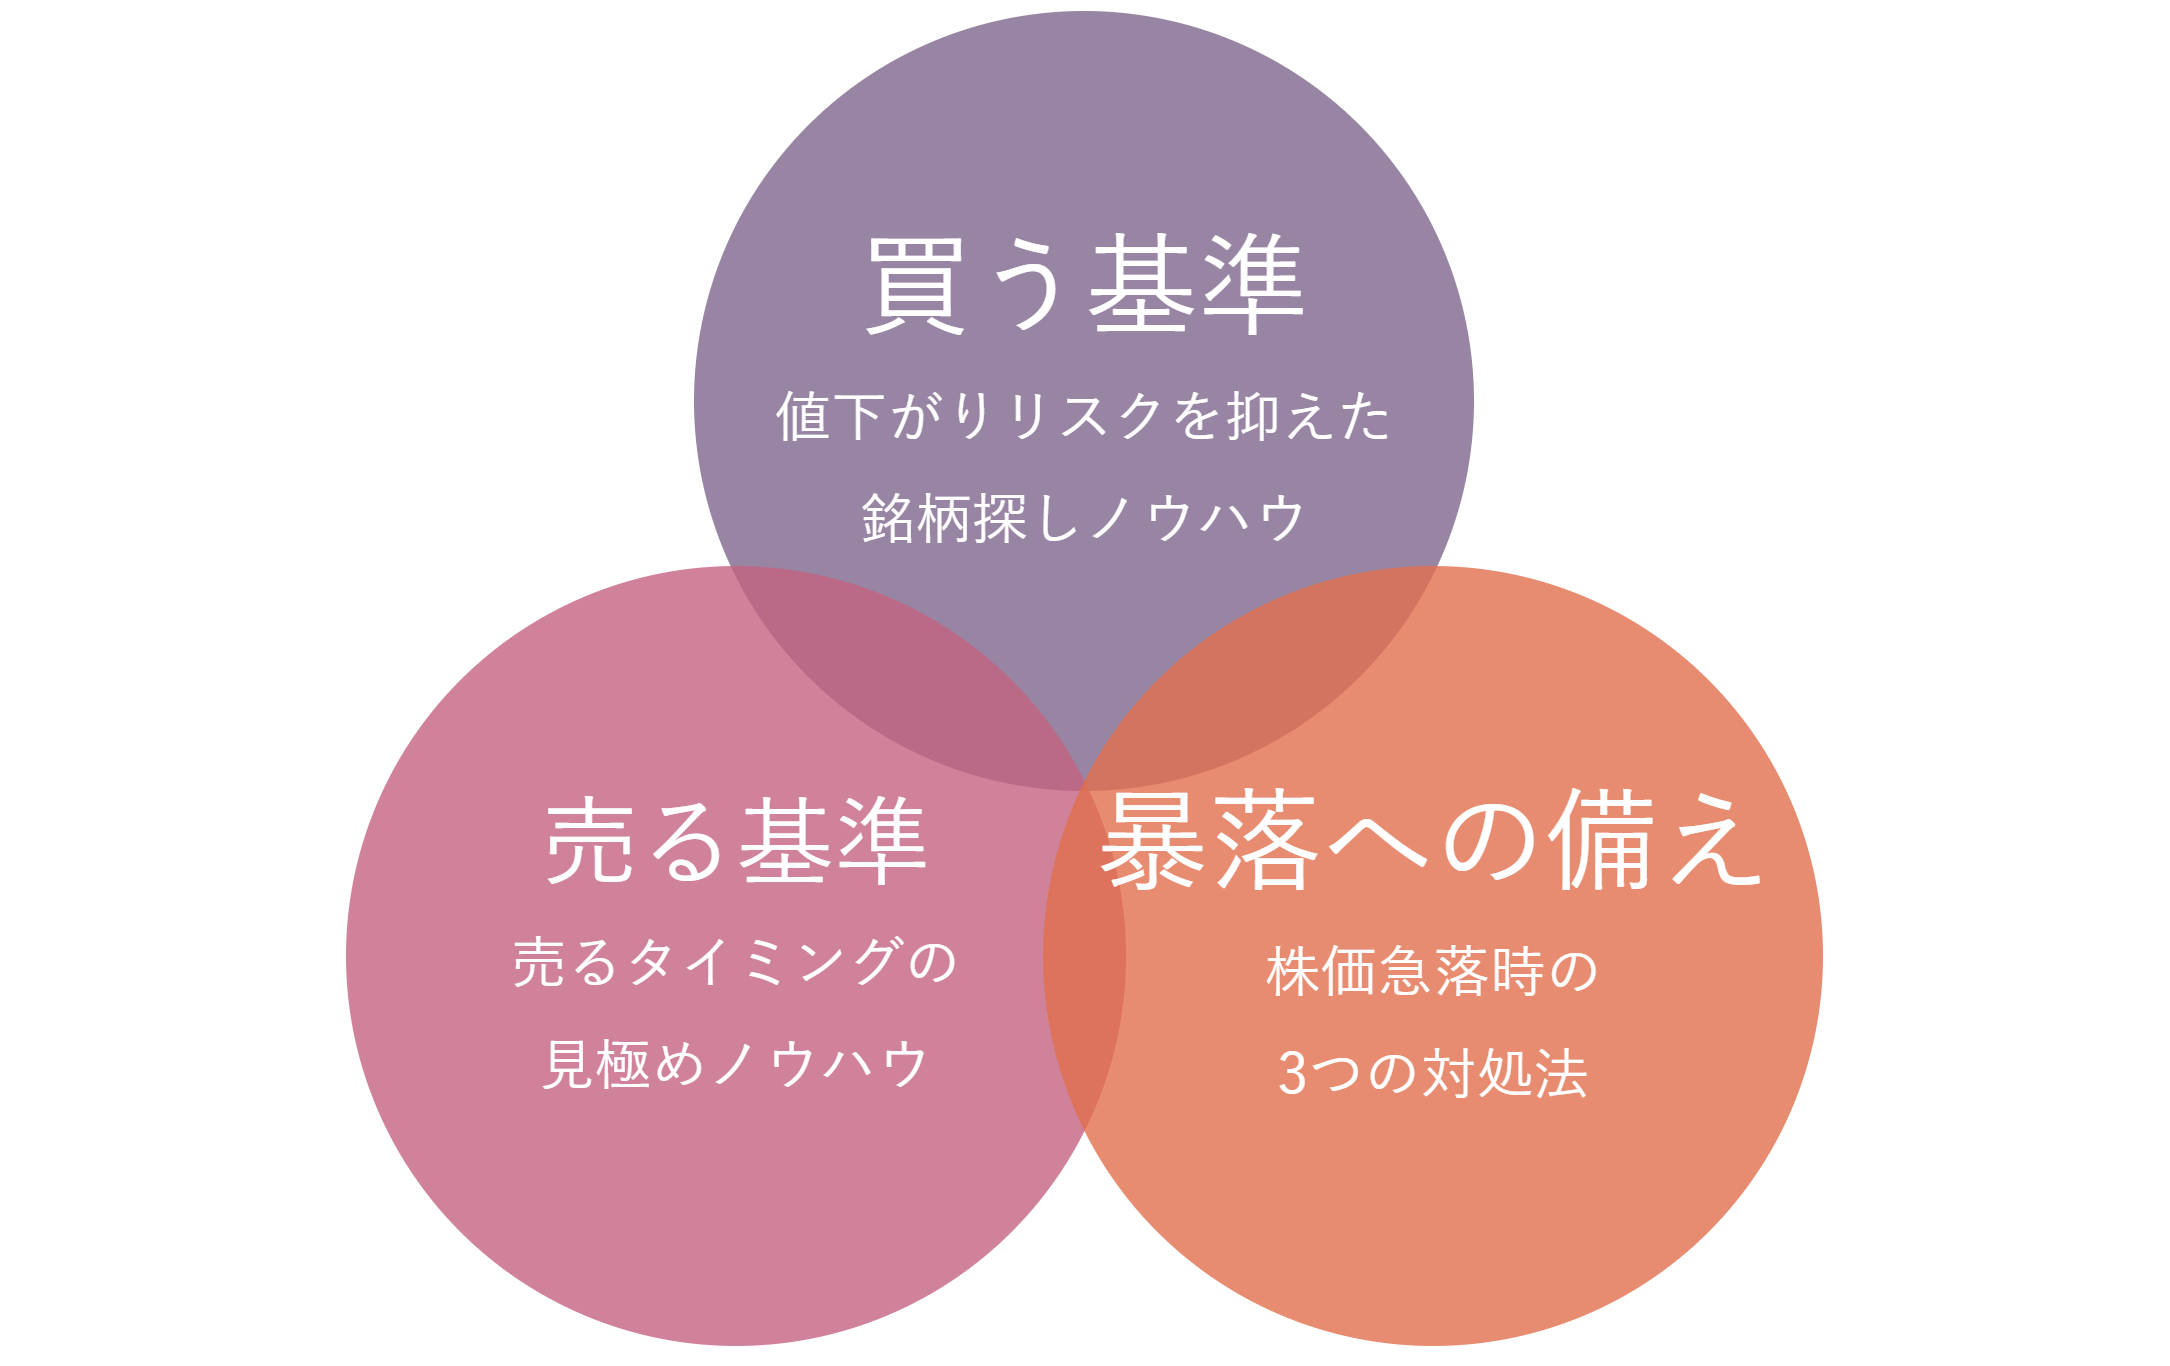 買う基準
値下がりリスクを抑えた
銘柄探しノウハウ
売る基準
売るタイミングの
見極めノウハウ
暴落への備え
株価急落時の
3つの対処法